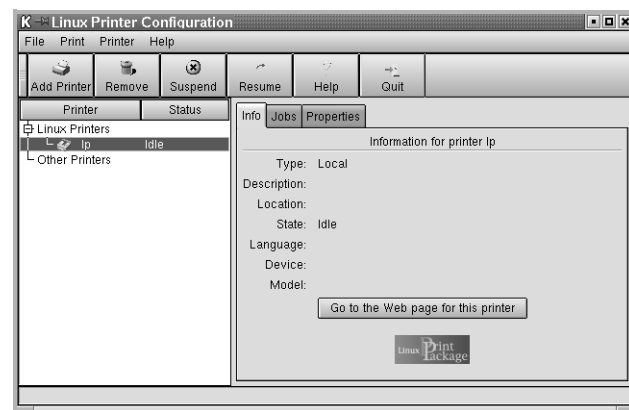 K Linux Printer Configuration
File Print Printer Help
Add Printer Remove Suspend Resume Help Quit
Printer Status
Linux Printers
lp Idle
Other Printers
Info Jobs Properties
Information for printer lp
Type: Local
Description:
Location:
State: Idle
Language:
Device:
Model:
Go to the Web page for this printer
Linux Print Package